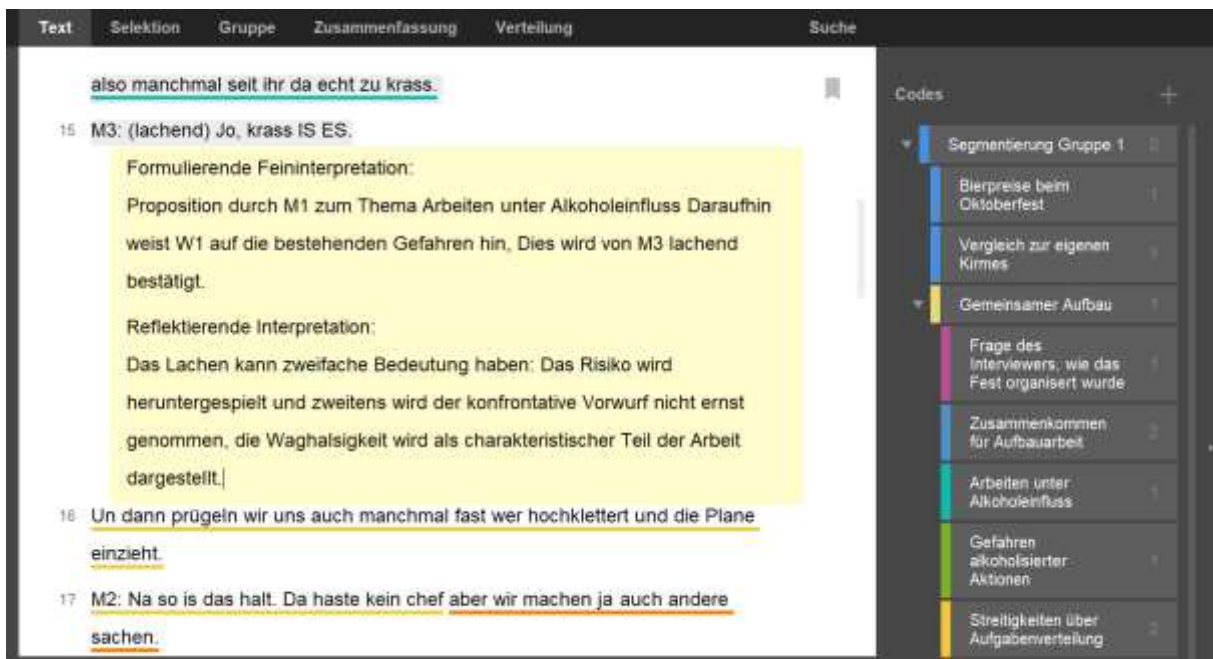 Text Selektion Gruppe Zusammenfassung Verteilung Suche
also manchmal seit ihr da echt zu krass.
15 M3: (lachend) Jo, krass IS ES.
Formulierende Feininterpretation:
Proposition durch M1 zum Thema Arbeiten unter Alkoholeinfluss Daraufhin
weist W1 auf die bestehenden Gefahren hin, Dies wird von M3 lachend
bestätigt.
Reflektierende Interpretation:
Das Lachen kann zweifache Bedeutung haben: Das Risiko wird
heruntergespielt und zweitens wird der konfrontative Vorwurf nicht ernst
genommen, die Waghalsigkeit wird als charakteristischer Teil der Arbeit
dargestellt.
16 Un dann prügeln wir uns auch manchmal fast wer hochklettert und die Plane
einzieht.
17 M2: Na so is das halt. Da haste kein chef aber wir machen ja auch andere
sachen.
Codes
Segmentierung Gruppe 1
Bierpreise beim
Oktoberfest
Vergleich zur eigenen
Kirmes
Gemeinsamer Aufbau
Frage des
Interviewers, wie das
Fest organisert wurde
Zusammenkommen
für Aufbauarbeit
Arbeiten unter
Alkoholeinfluss
Gefahren
alkoholisierter
Aktionen
Streitigkeiten über
Aufgabenverteilung